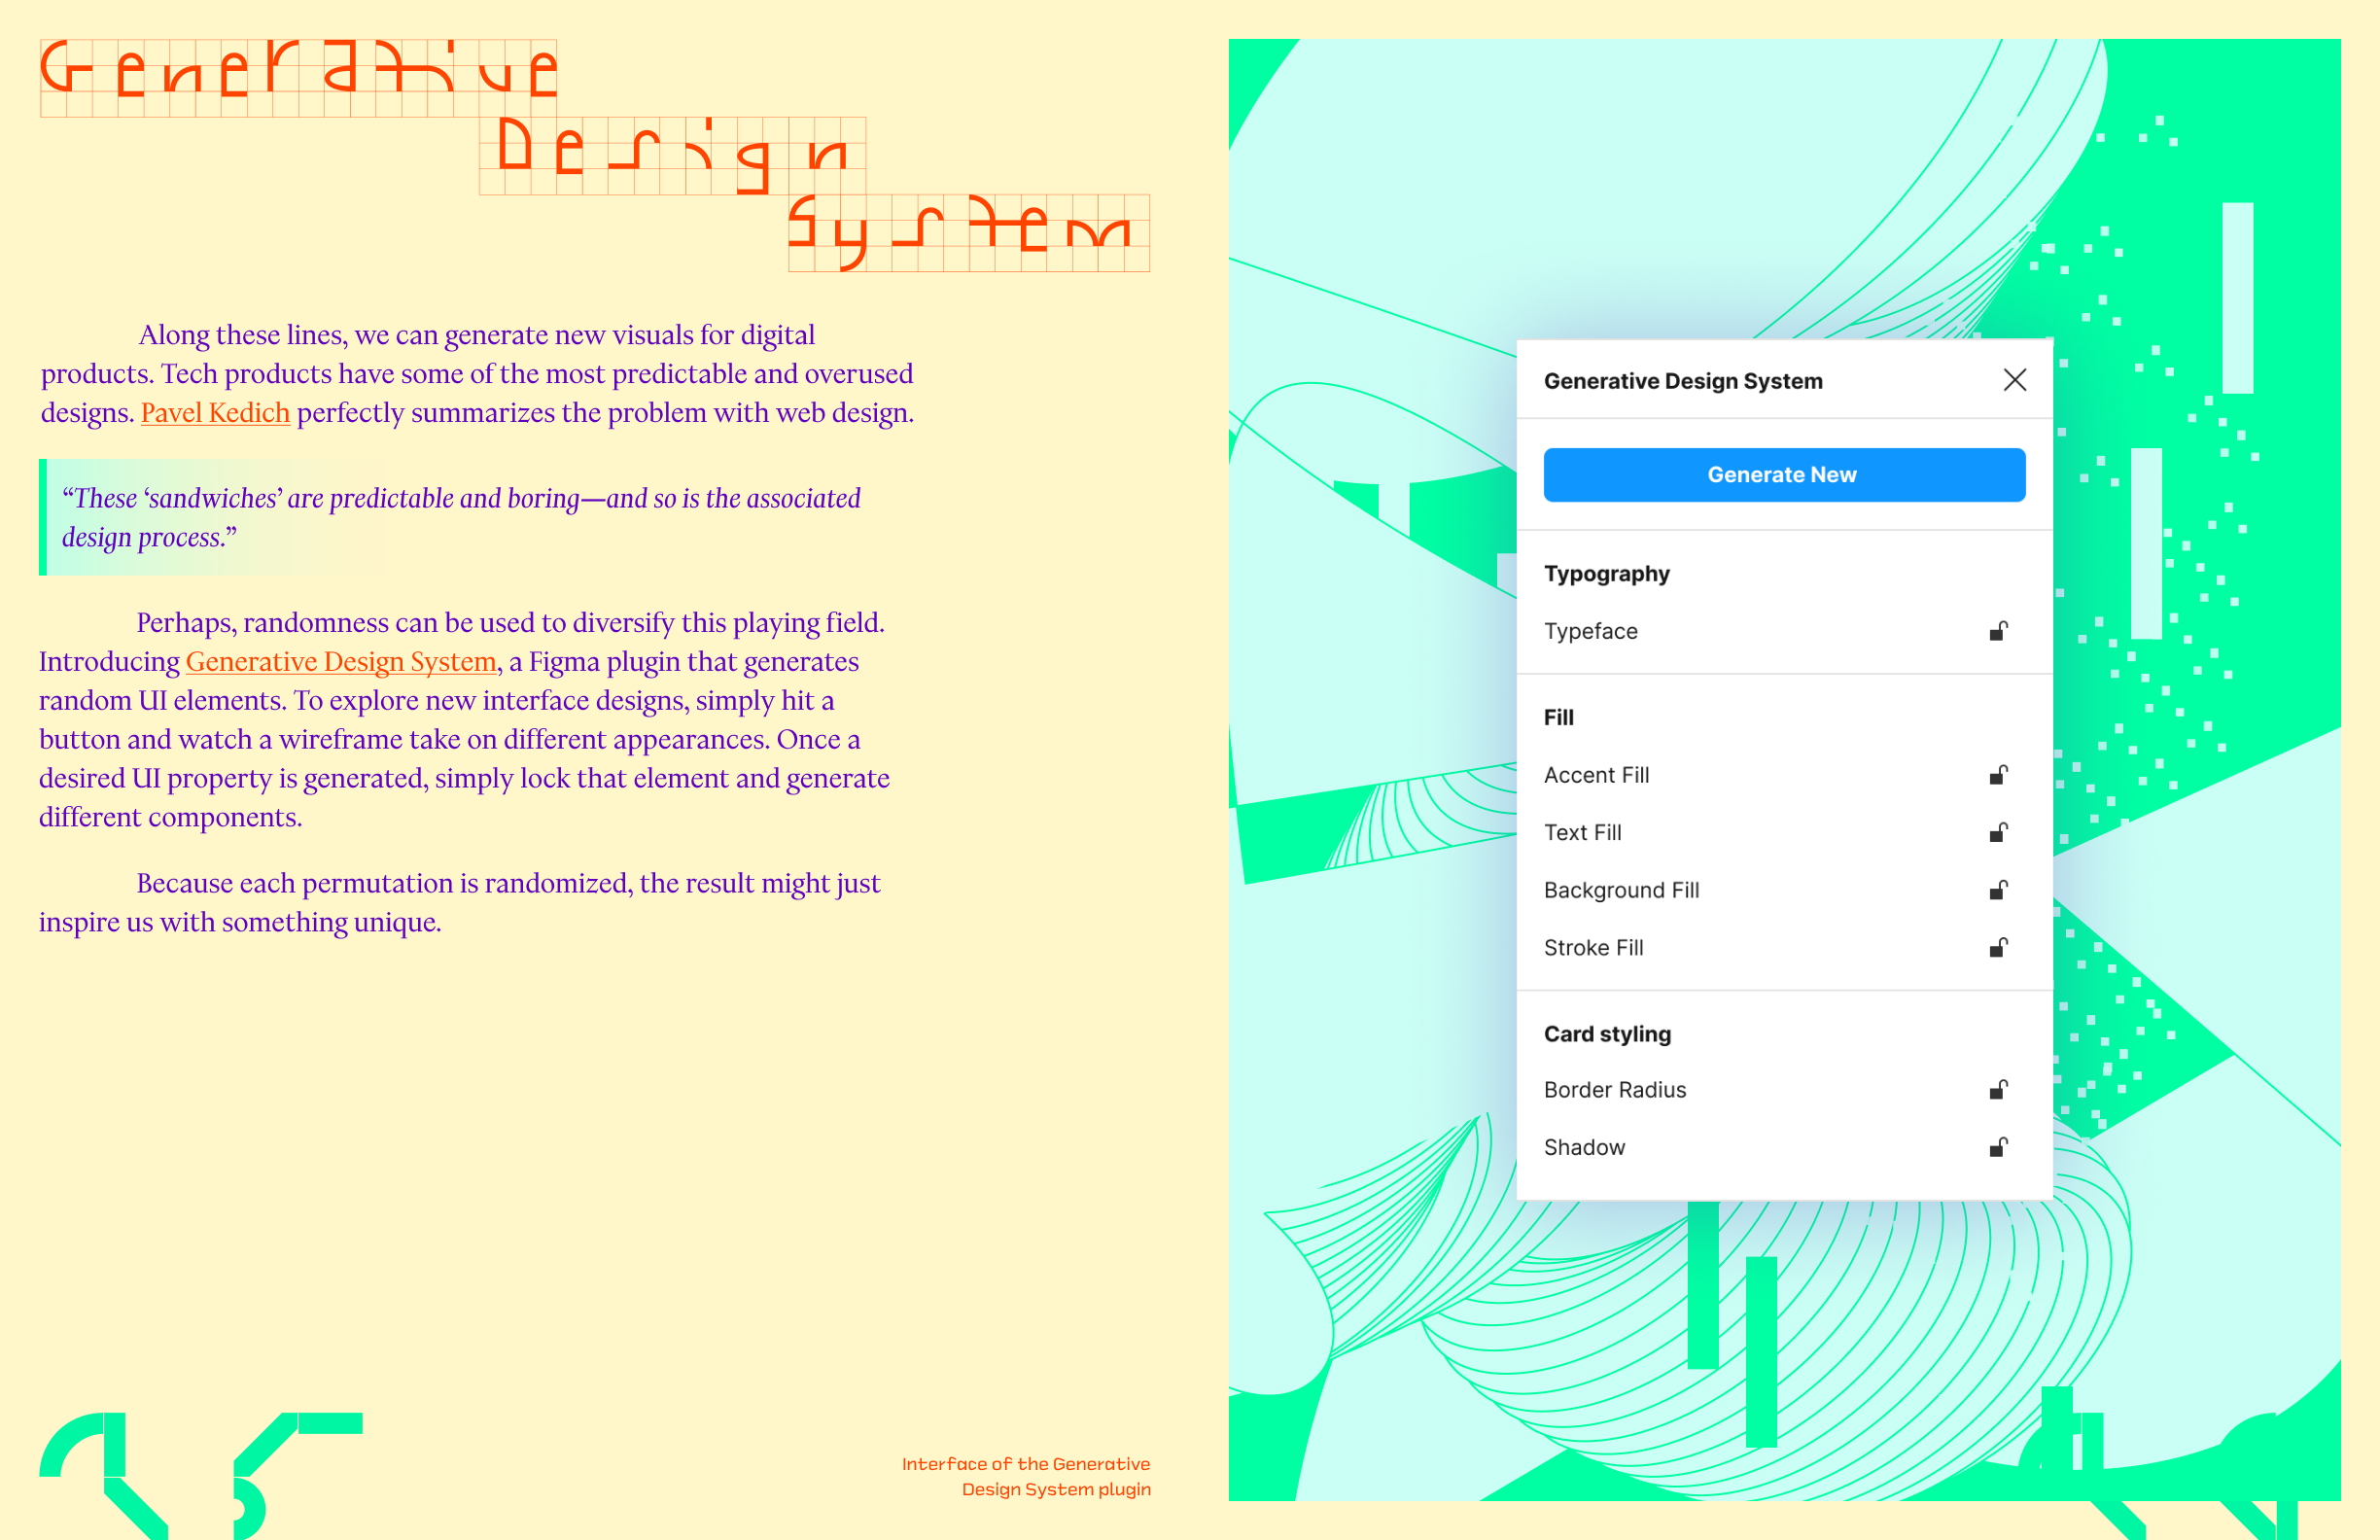 Generative
Design
System
Along these lines, we can generate new visuals for digital
products. Tech products have some of the most predictable and overused
designs. Pavel Kedich perfectly summarizes the problem with web design.
“These ‘sandwiches’ are predictable and boring—and so is the associated
design process.”
Perhaps, randomness can be used to diversify this playing field.
Introducing Generative Design System, a Figma plugin that generates
random UI elements. To explore new interface designs, simply hit a
button and watch a wireframe take on different appearances. Once a
desired UI property is generated, simply lock that element and generate
different components.
Because each permutation is randomized, the result might just
inspire us with something unique.
Interface of the Generative
Design System plugin
Generative Design System
Generate New
Typography
Typeface
Fill
Accent Fill
Text Fill
Background Fill
Stroke Fill
Card styling
Border Radius
Shadow